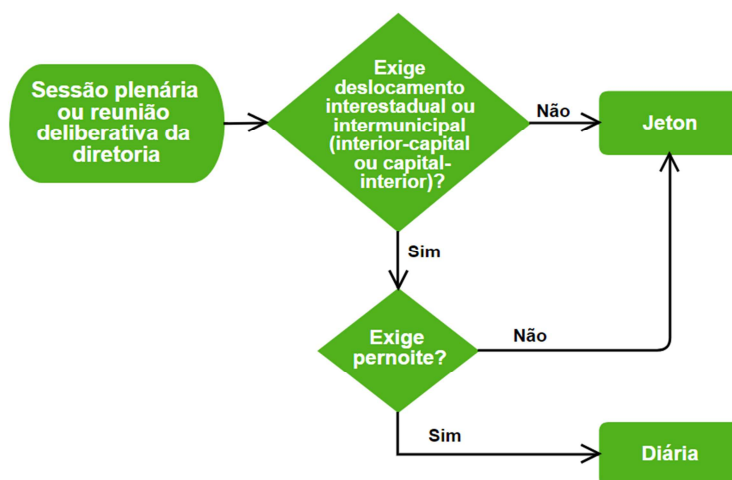 Sessão plenária
ou reunião
deliberativa da
diretoria
Exige
deslocamento
interestadual ou
intermunicipal
(interior-capital
ou capital-
interior)?
Não
Jeton
Sim
Exige
pernoite?
Não
Sim
Diária